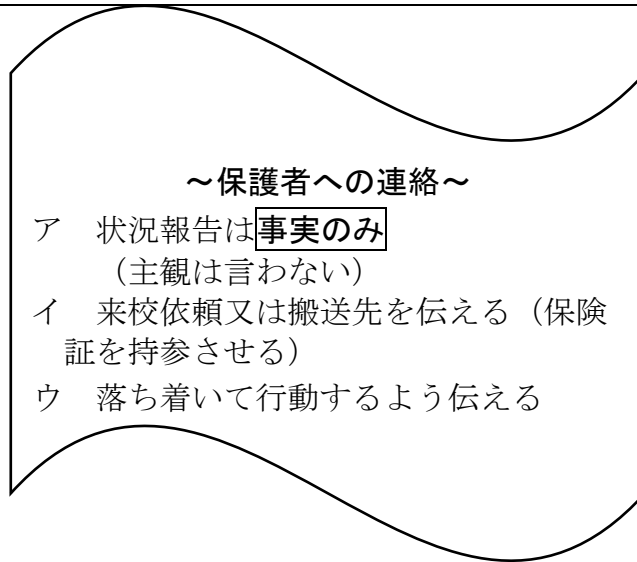 ～保護者への連絡～
ア　状況報告は事実のみ
（主観は言わない）
イ　来校依頼又は搬送先を伝える（保険
証を持参させる）
ウ　落ち着いて行動するよう伝える